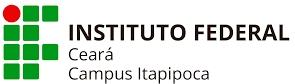 INSTITUTO FEDERAL
Ceará
Campus Itapipoca